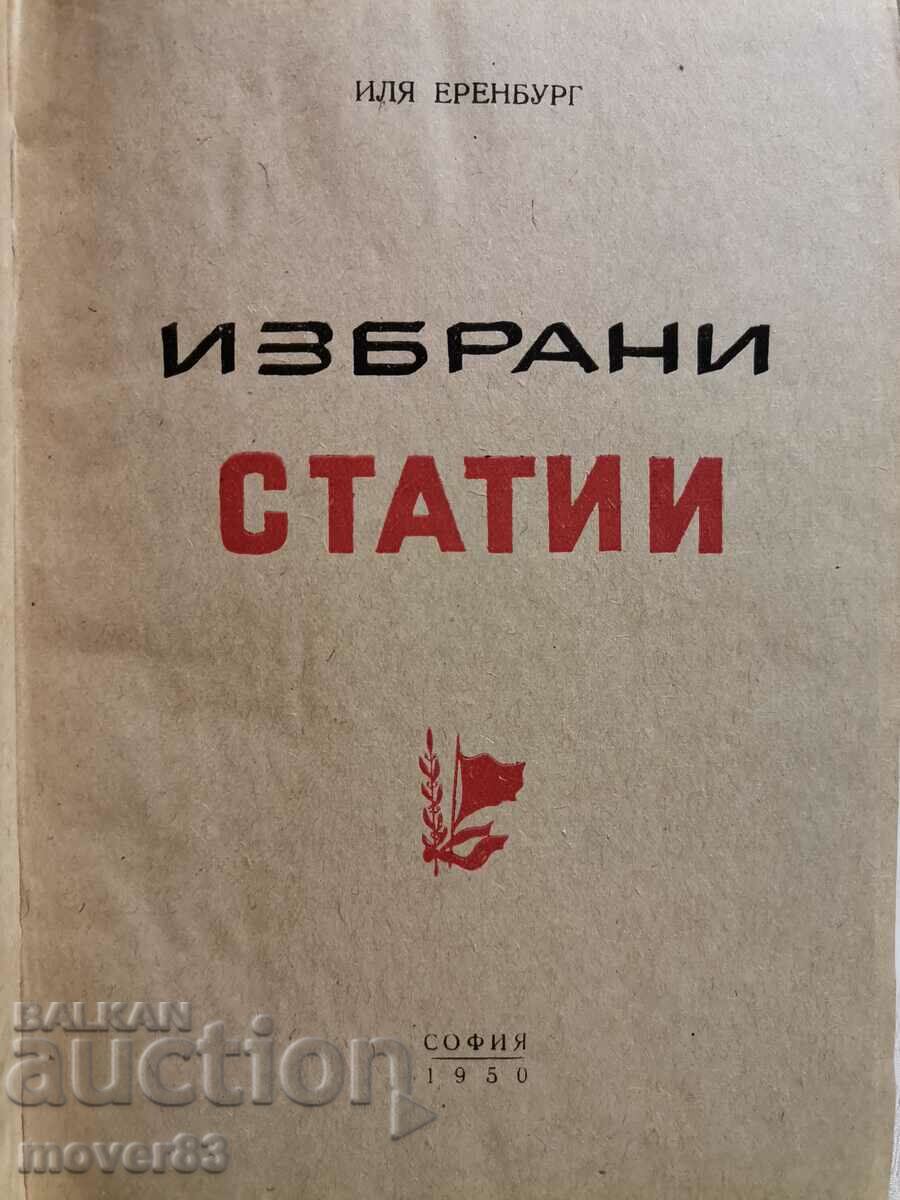 ИЛЯ ЕРЕНБУРГ
ИЗБРАНИ
СТАТИИ
СОФИЯ
1950
BALKAN
auction
mover83